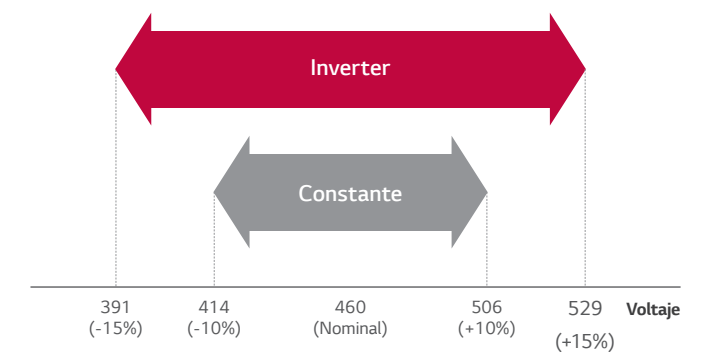 Inverter
Constante
391 414 460 506 529 Voltaje
(-15%) (-10%) (Nominal) (+10%) (+15%)